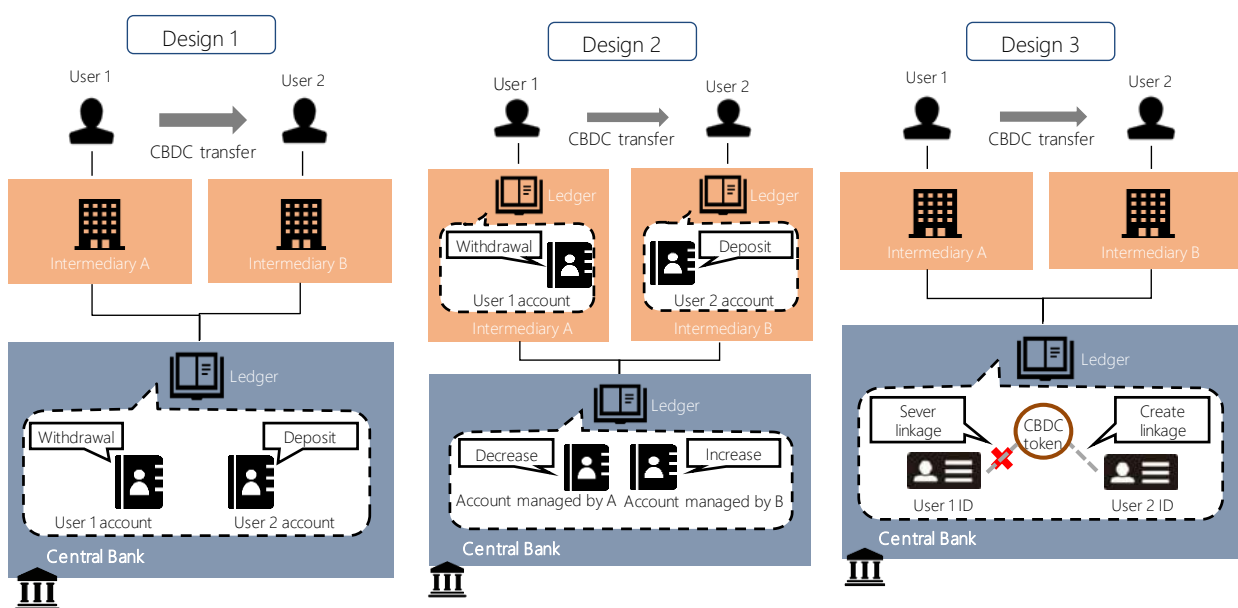 Design 1
User 1
User 2
CBDC transfer
Intermediary A
Intermediary B
Ledger
Withdrawal
Deposit
User 1 account
User 2 account
Central Bank
Design 2
User 1
User 2
CBDC transfer
Ledger
Ledger
Withdrawal
Deposit
User 1 account
User 2 account
Intermediary A
Intermediary B
Ledger
Decrease
Increase
Account managed by A
Account managed by B
Central Bank
Design 3
User 1
User 2
CBDC transfer
Intermediary A
Intermediary B
Ledger
Sever
linkage
CBDC
token
Create
linkage
User 1 ID
User 2 ID
Central Bank